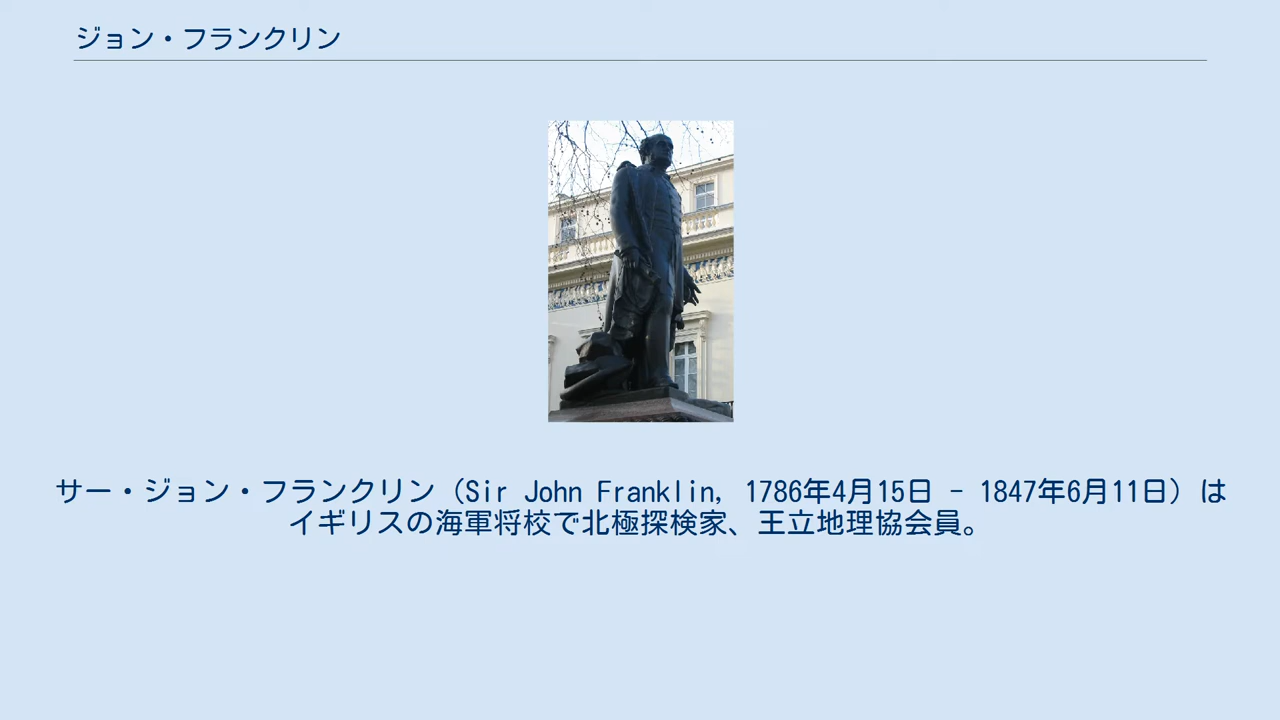 ジョン・フランクリン
サー・ジョン・フランクリン（Sir John Franklin, 1786年4月15日 - 1847年6月11日）は
イギリスの海軍将校で北極探検家、王立地理協会員。